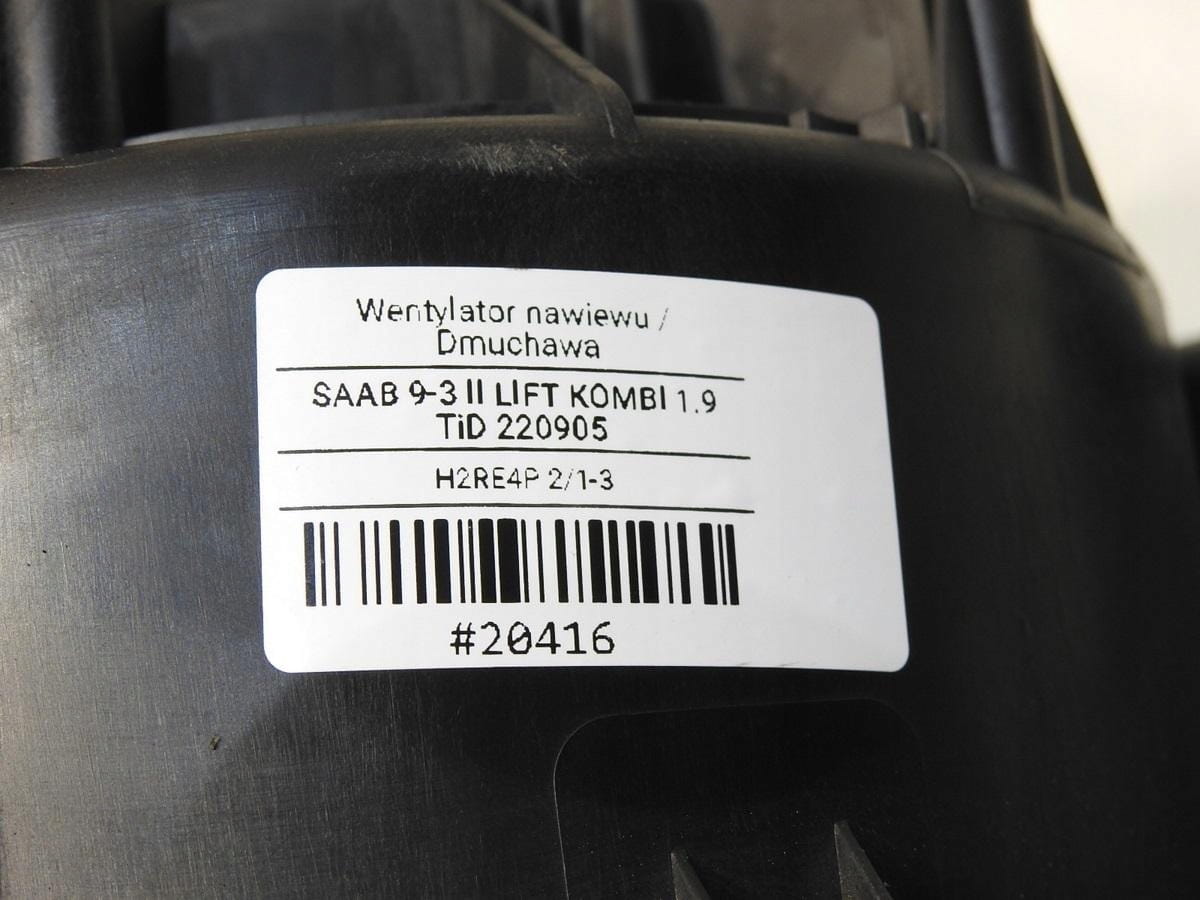 Wentylator nawiewu /
Dmuchawa
SAAB 9-3 II LIFT KOMBI 1.9
TiD 220905
H2RE4P 2/1-3
#20416